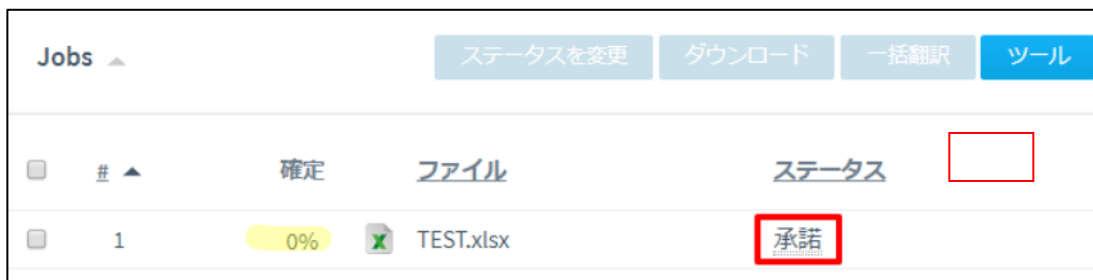 Jobs
ステータスを変更 ダウンロード 一括翻訳 ツール
# 確定 ファイル ステータス
1 0% TEST.xlsx 承諾